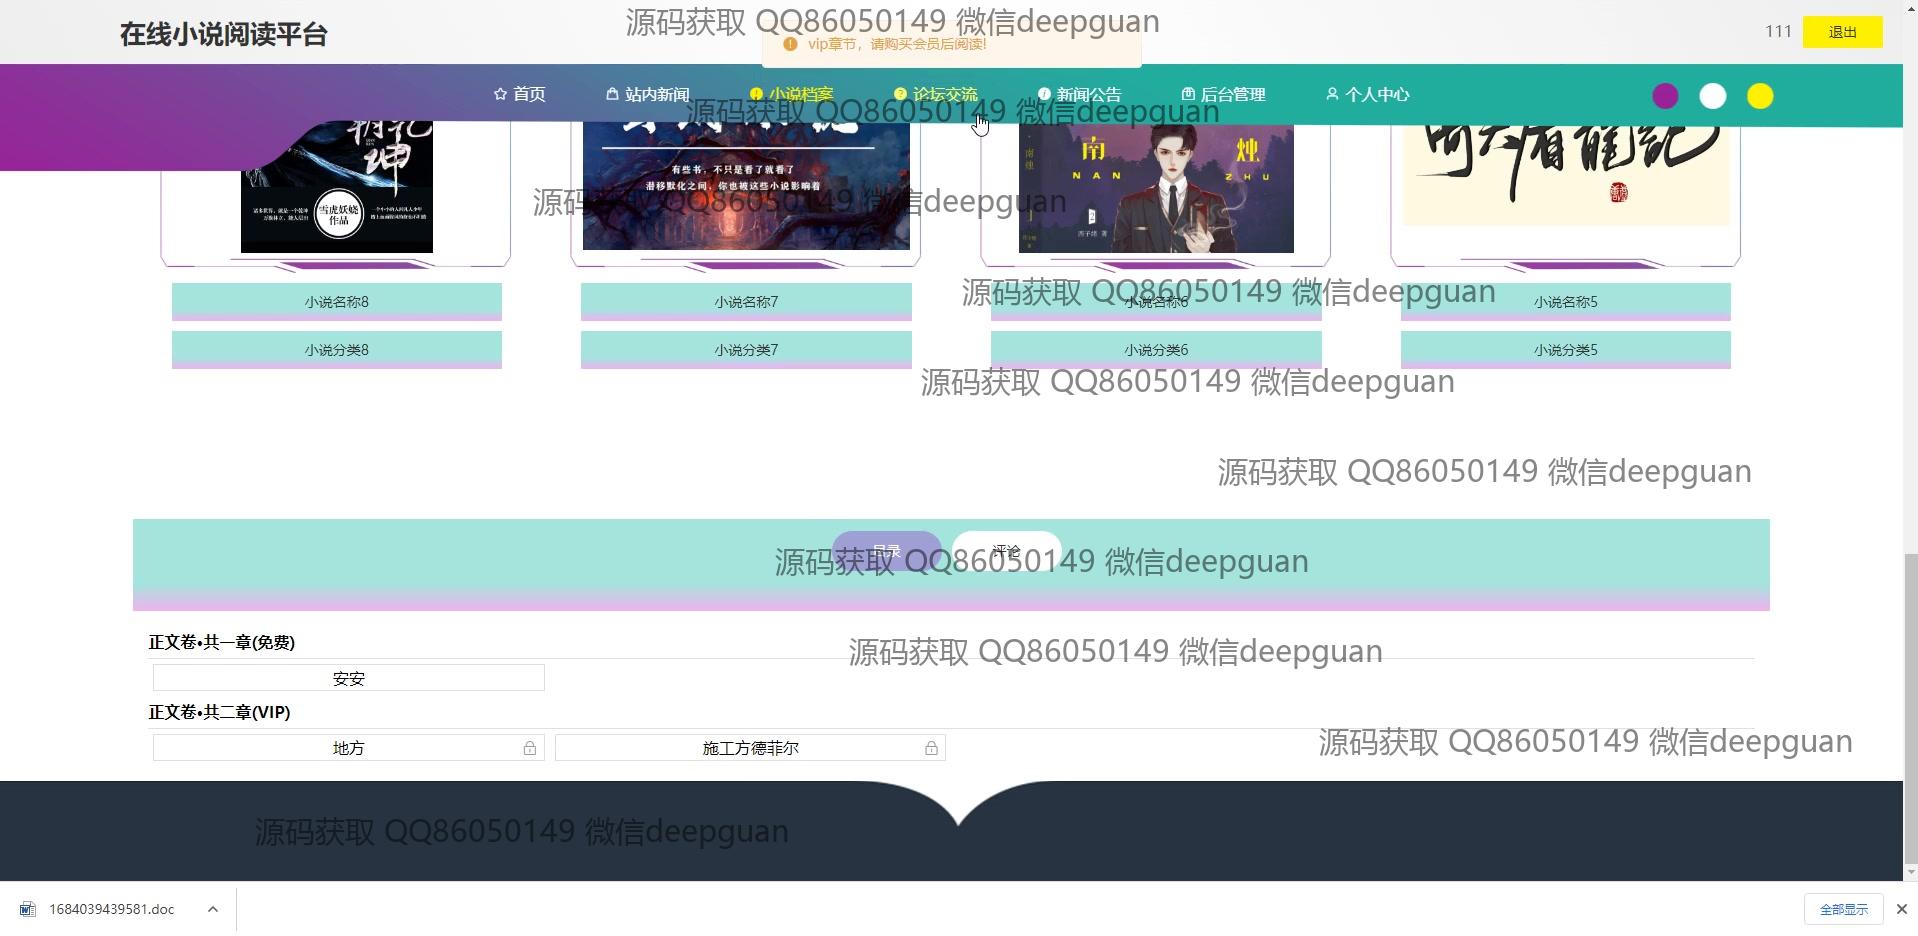 在线小说阅读平台
源码获取 QQ86050149 微信deepguan
111
退出
vip章节，请购买会员后阅读!
首页
站内新闻
小说档案
论坛交流
新闻公告
后台管理
个人中心
源码获取 QQ86050149 微信deepguan
乾
坤
雪虎妖娆
作品
有些书，不只是看了就看了
潜移默化之间，你也被这些小说影响着
南
NAN
烛
ZHU
西子绪 著
倚天屠龍記
源码获取 QQ86050149 微信deepguan
源码获取 QQ86050149 微信deepguan
小说名称8
小说名称7
小说名称6
小说名称5
小说分类8
小说分类7
小说分类6
小说分类5
源码获取 QQ86050149 微信deepguan
源码获取 QQ86050149 微信deepguan
目录
评论
源码获取 QQ86050149 微信deepguan
正文卷•共一章(免费)
源码获取 QQ86050149 微信deepguan
安安
正文卷•共二章(VIP)
地方
施工方德菲尔
源码获取 QQ86050149 微信deepguan
源码获取 QQ86050149 微信deepguan
1684039439581.doc
全部显示